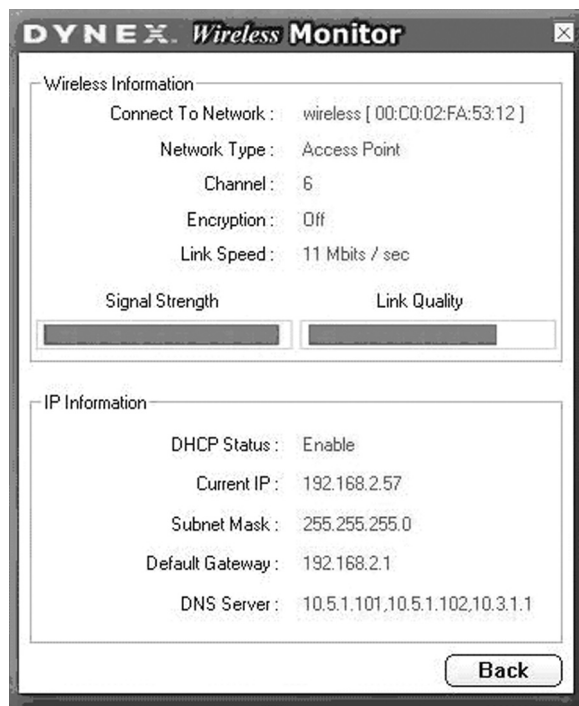 DYNEX. Wireless Monitor
Wireless Information
Connect To Network : wireless [ 00:C0:02:FA:53:12 ]
Network Type : Access Point
Channel : 6
Encryption : Off
Link Speed : 11 Mbits / sec
Signal Strength Link Quality
IP Information
DHCP Status : Enable
Current IP : 192.168.2.57
Subnet Mask : 255.255.255.0
Default Gateway : 192.168.2.1
DNS Server : 10.5.1.101,10.5.1.102,10.3.1.1
Back